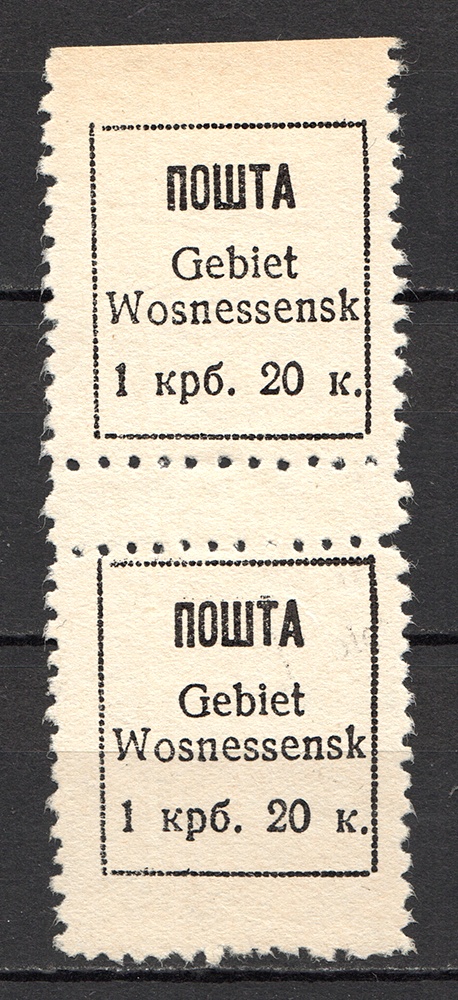 ПОШТА
Gebiet
Wosnessensk
1 крб. 20 к.
ПОШТА
Gebiet
Wosnessensk
1 крб. 20 к.